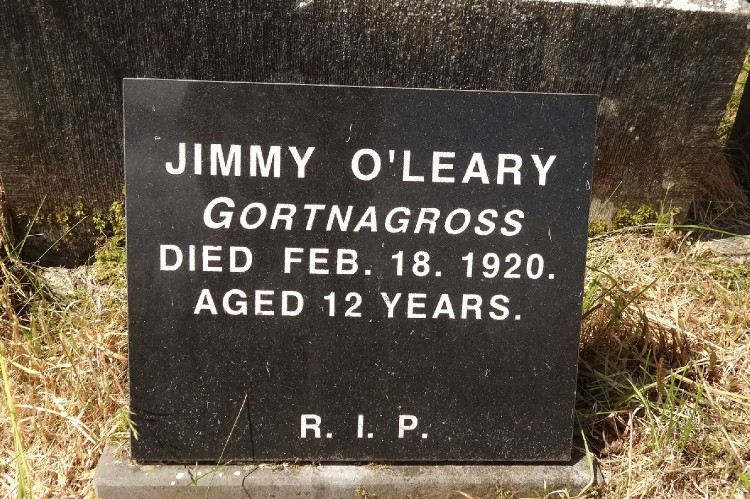 JIMMY O'LEARY
GORTNAGROSS
DIED FEB. 18. 1920.
AGED 12 YEARS.
R. I. P.